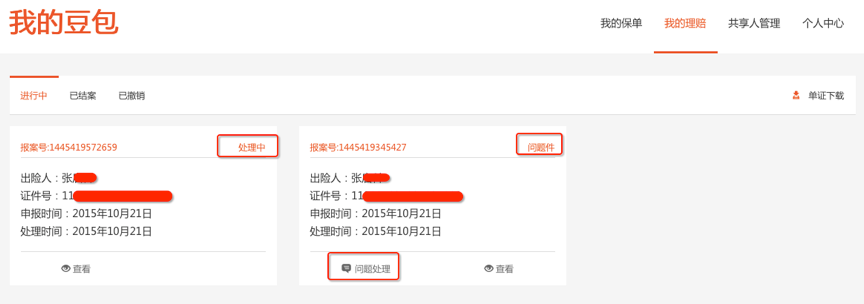 我的豆包
我的保单 我的理赔 共享人管理 个人中心
进行中 已结案 已撤销 单证下载
报案号:1445419572659 处理中
出险人：张
证件号：11
申报时间：2015年10月21日
处理时间：2015年10月21日
查看
报案号:1445419345427 问题件
出险人：张
证件号：11
申报时间：2015年10月21日
处理时间：2015年10月21日
问题处理 查看